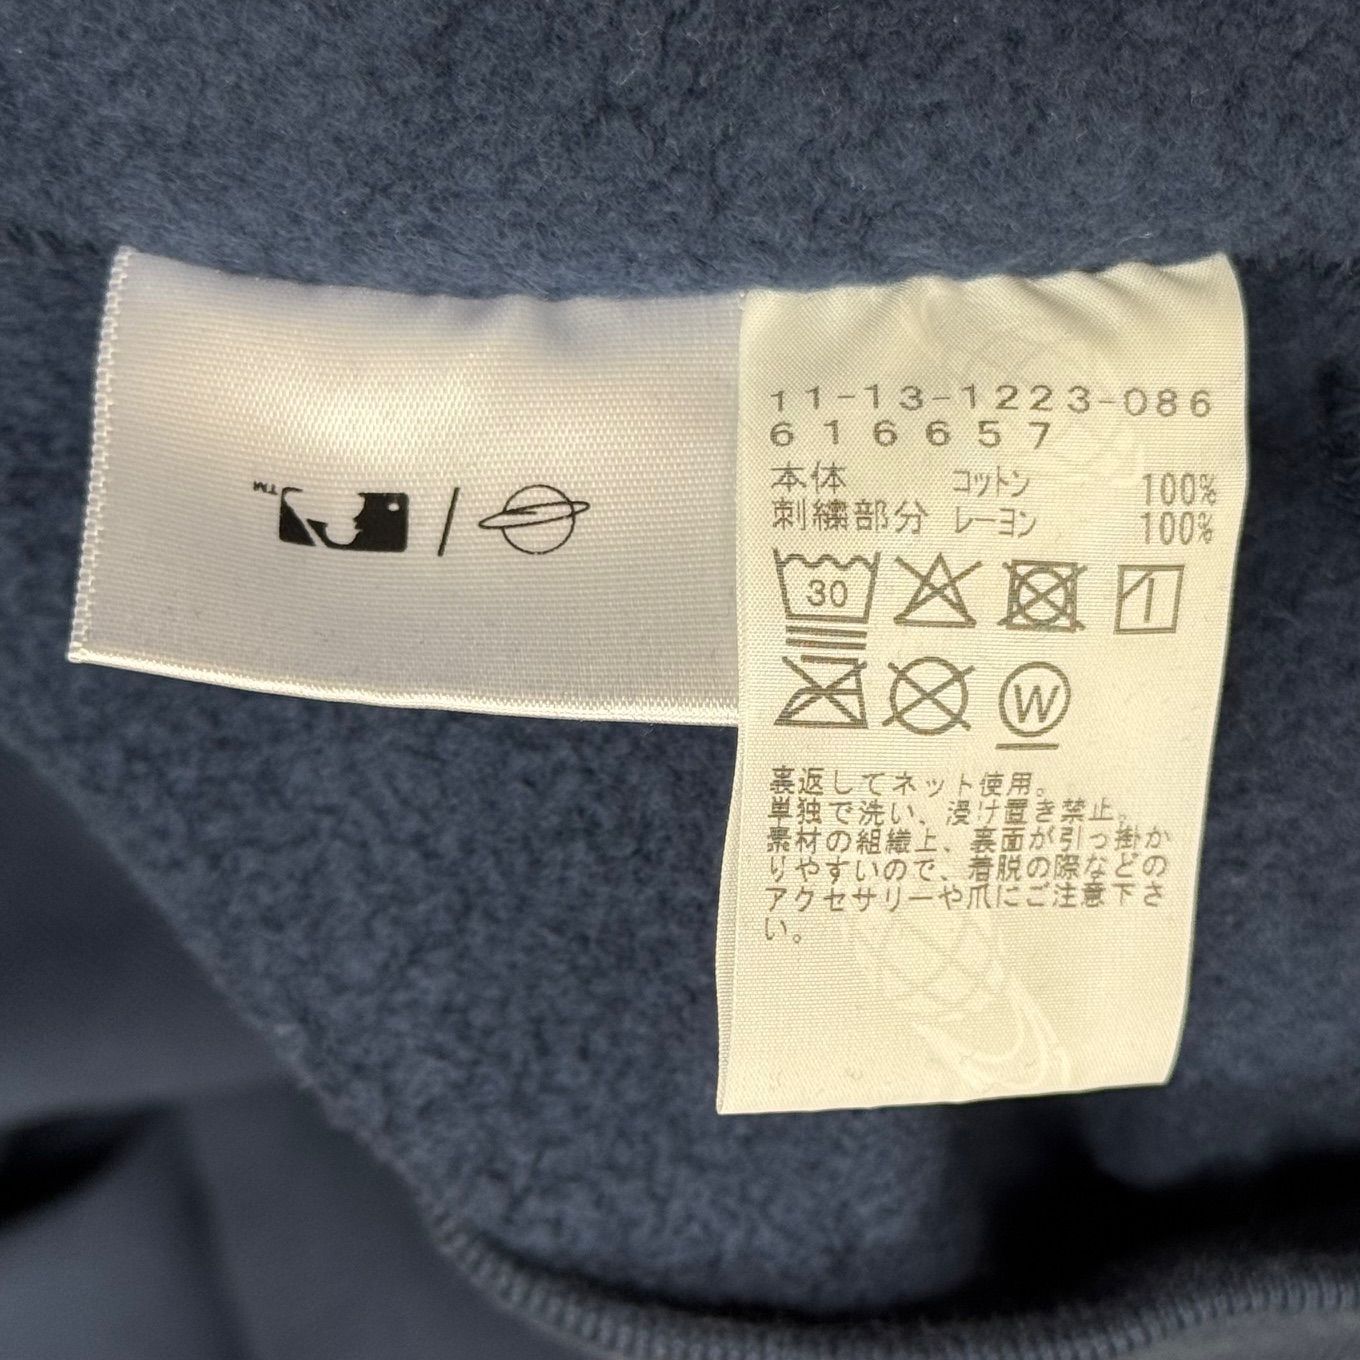 TM
11-13-1223-086
616657
本体 コットン 100%
刺繍部分 レーヨン 100%
30
W
裏返してネット使用。
単独で洗い、浸け置き禁止。
素材の組織上、裏面が引っ掛か
りやすいので、着脱の際などの
アクセサリーや爪にご注意下さ
い。